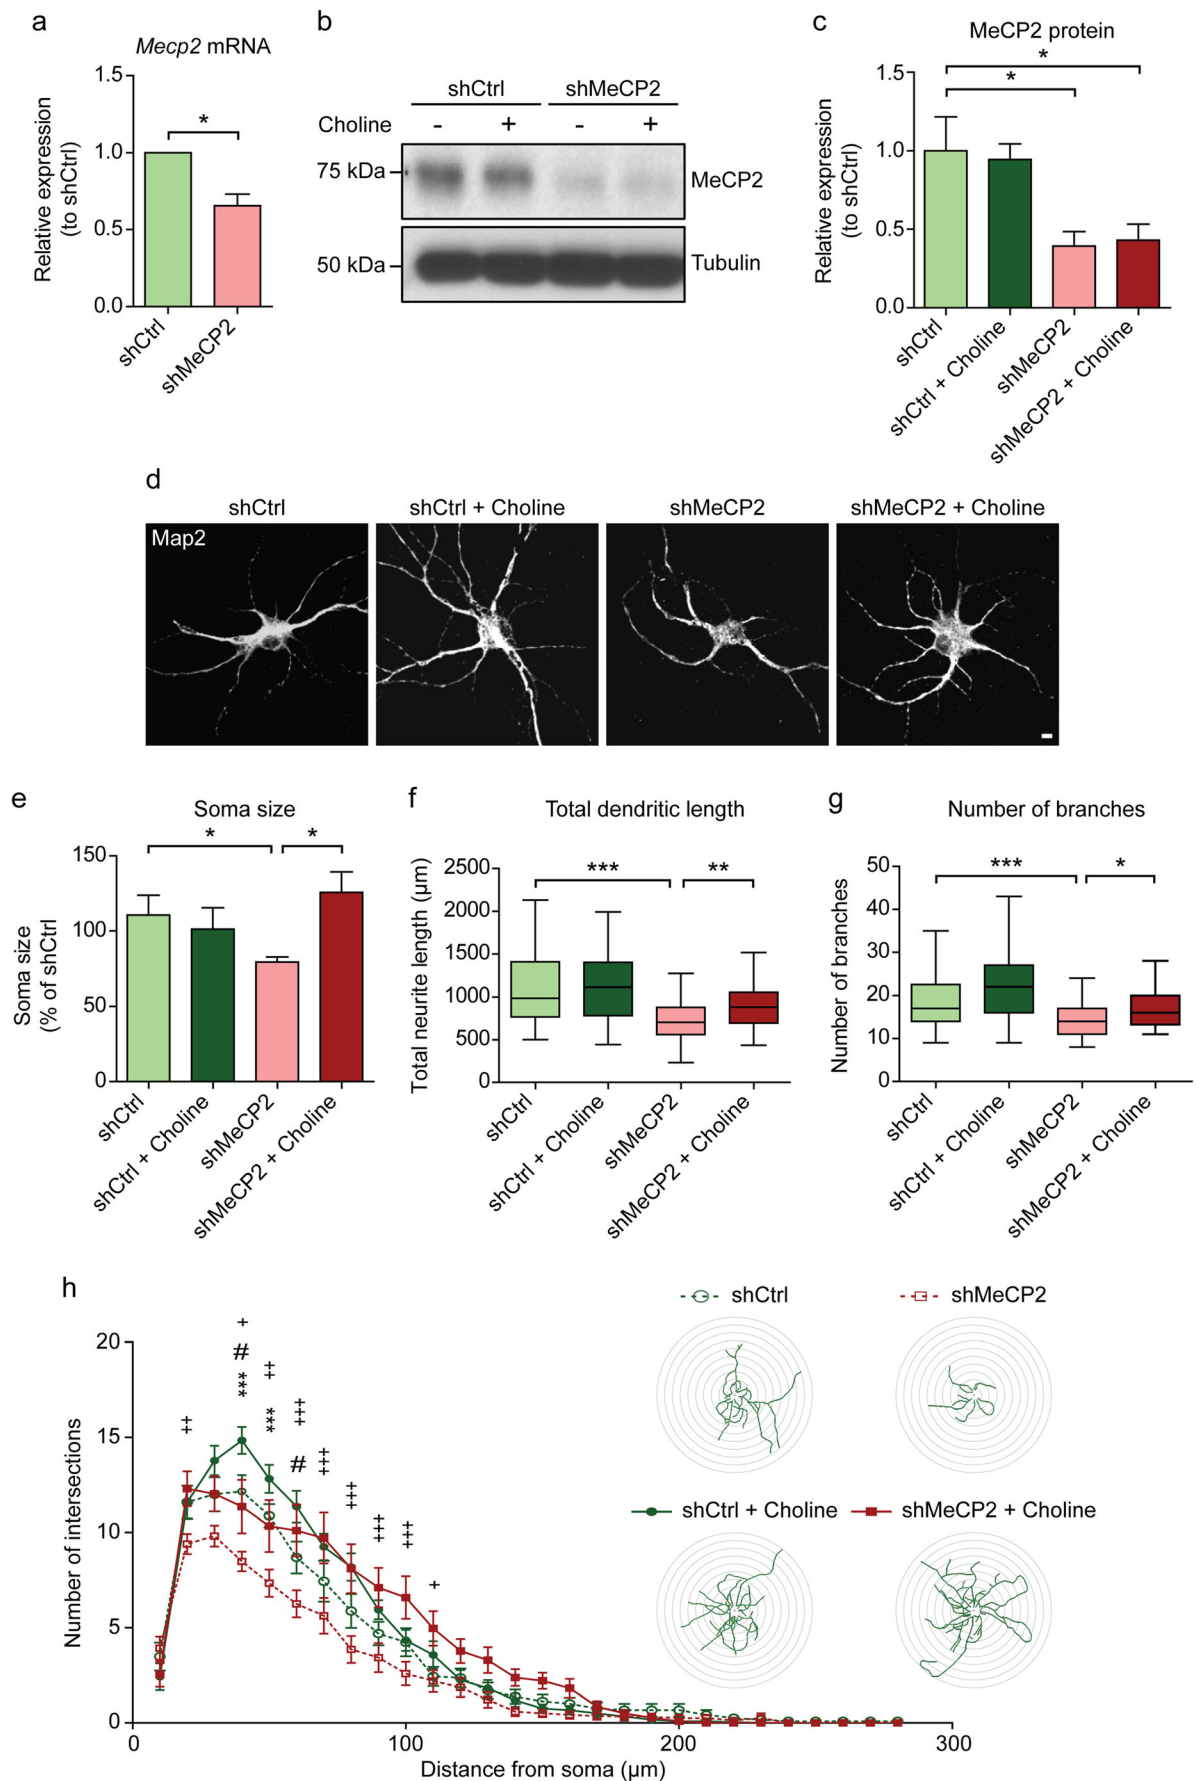 a
Mecp2 mRNA
Relative expression
(to shCtrl)
1.5
1.0
0.5
0.0
*
shCtrl
shMeCP2
b
shCtrl
shMeCP2
Choline - + - +
75 kDa
MeCP2
50 kDa
Tubulin
c
MeCP2 protein
Relative expression
(to shCtrl)
1.5
1.0
0.5
0.0
*
*
shCtrl
shCtrl + Choline
shMeCP2
shMeCP2 + Choline
d
shCtrl
shCtrl + Choline
shMeCP2
shMeCP2 + Choline
Map2
e
Soma size
Soma size
(% of shCtrl
150
100
50
0
* *
shCtrl
shCtrl + Choline
shMeCP2
shMeCP2 + Choline
f
Total dendritic length
Total neurite length (µm)
2500
2000
1500
1000
500
0
*** **
shCtrl
shCtrl + Choline
shMeCP2
shMeCP2 + Choline
g
Number of branches
Number of branches
50
40
30
20
10
0
*** *
shCtrl
shCtrl + Choline
shMeCP2
shMeCP2 + Choline
h
Number of intersections
20
15
10
5
0
++
*** # +
*** ++
# +++
+++
+++
+++
+++
+
0 100 200 300
Distance from soma (µm)
shCtrl
shMeCP2
shCtrl + Choline
shMeCP2 + Choline